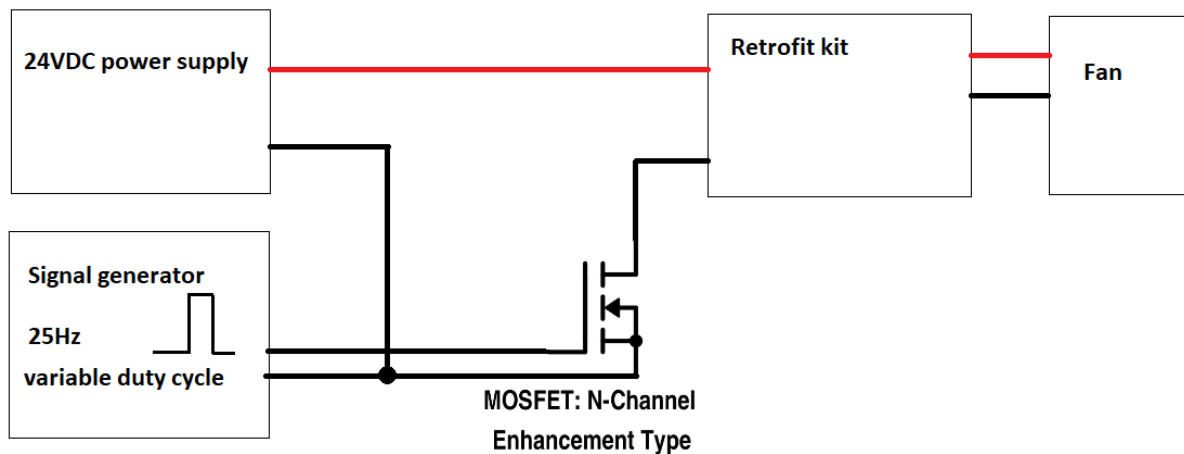 24VDC power supply
Retrofit kit
Fan
Signal generator
25Hz
variable duty cycle
MOSFET: N-Channel
Enhancement Type